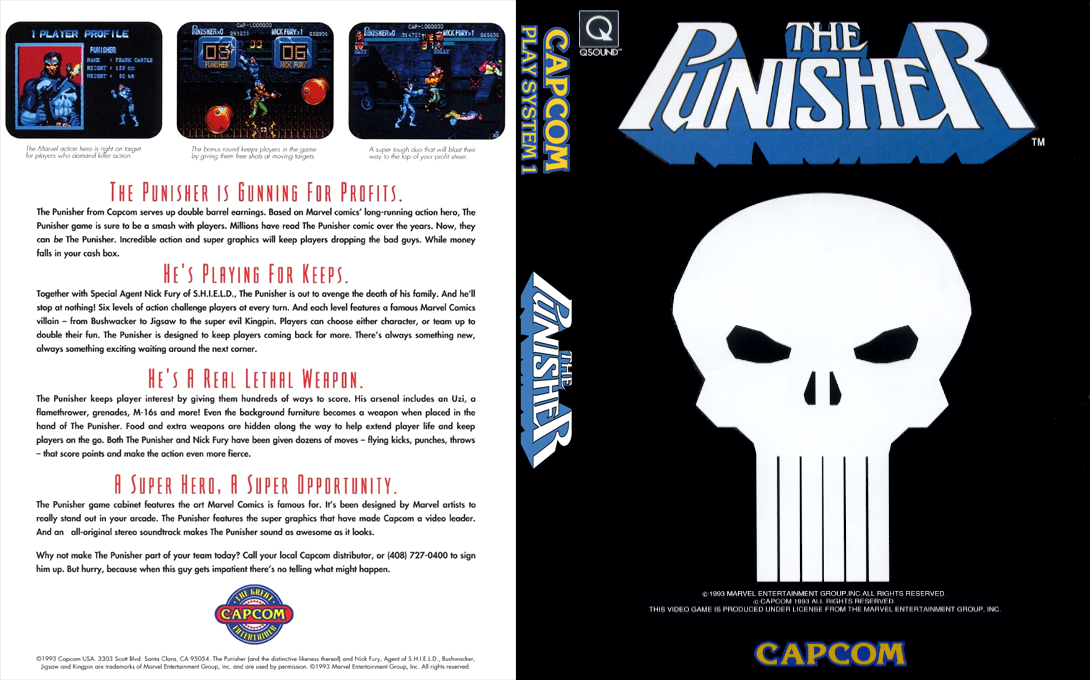 1 PLAYER PROFILE
PUNISHER
NAME : FRANK CASTLE
HEIGHT :
WEIGHT :
The Marvel action hero is right on target
for players who demand killer action.
CAP-1000000
PUNISHER×0
NICK FURY×1
05
06
PUNISHER
NICK FURY
The bonus round keeps players in the game
by giving them free shots at moving targets.
CAP-1000000
PUNISHER×0
NICK FURY×1
A super tough duo that will blast their
way to the top of your profit sheet.
THE PUNISHER IS GUNNING FOR PROFITS.
The Punisher from Capcom serves up double barrel earnings. Based on Marvel comics' long-running action hero, The
Punisher game is sure to be a smash with players. Millions have read The Punisher comic over the years. Now, they
can be The Punisher. Incredible action and super graphics will keep players dropping the bad guys. While money
falls in your cash box.
HE'S PLAYING FOR KEEPS.
Together with Special Agent Nick Fury of S.H.I.E.L.D., The Punisher is out to avenge the death of his family. And he'll
stop at nothing! Six levels of action challenge players at every turn. And each level features a famous Marvel Comics
villain – from Bushwacker to Jigsaw to the super evil Kingpin. Players can choose either character, or team up to
double their fun. The Punisher is designed to keep players coming back for more. There's always something new,
always something exciting waiting around the next corner.
HE'S A REAL LETHAL WEAPON.
The Punisher keeps player interest by giving them hundreds of ways to score. His arsenal includes an Uzi, a
flamethrower, grenades, M-16s and more! Even the background furniture becomes a weapon when placed in the
hand of The Punisher. Food and extra weapons are hidden along the way to help extend player life and keep
players on the go. Both The Punisher and Nick Fury have been given dozens of moves – flying kicks, punches, throws
– that score points and make the action even more fierce.
A SUPER HERO, A SUPER OPPORTUNITY.
The Punisher game cabinet features the art Marvel Comics is famous for. It's been designed by Marvel artists to
really stand out in your arcade. The Punisher features the super graphics that have made Capcom a video leader.
And an all-original stereo soundtrack makes The Punisher sound as awesome as it looks.
Why not make The Punisher part of your team today? Call your local Capcom distributor, or (408) 727-0400 to sign
him up. But hurry, because when this guy gets impatient there's no telling what might happen.
THE GREAT
CAPCOM
ENTERTAINER
©1993 Capcom USA. 3303 Scott Blvd Santa Clara, CA 95054. The Punisher (and the distinctive likeness thereof) and Nick Fury, Agent of S.H.I.E.L.D., Bushwacker,
Jigsaw and Kingpin are trademarks of Marvel Entertainment Group, Inc. and are used by permission. ©1993 Marvel Entertainment Group, Inc. All rights reserved.
CAPCOM
PLAY SYSTEM 1
THE
PUNISHER
Q
QSOUND™
THE
PUNISHER
TM
© 1993 MARVEL ENTERTAINMENT GROUP,INC.ALL RIGHTS RESERVED.
© CAPCOM 1993 ALL RIGHTS RESERVED.
THIS VIDEO GAME IS PRODUCED UNDER LICENSE FROM THE MARVEL ENTERTAINMENT GROUP, INC.
CAPCOM